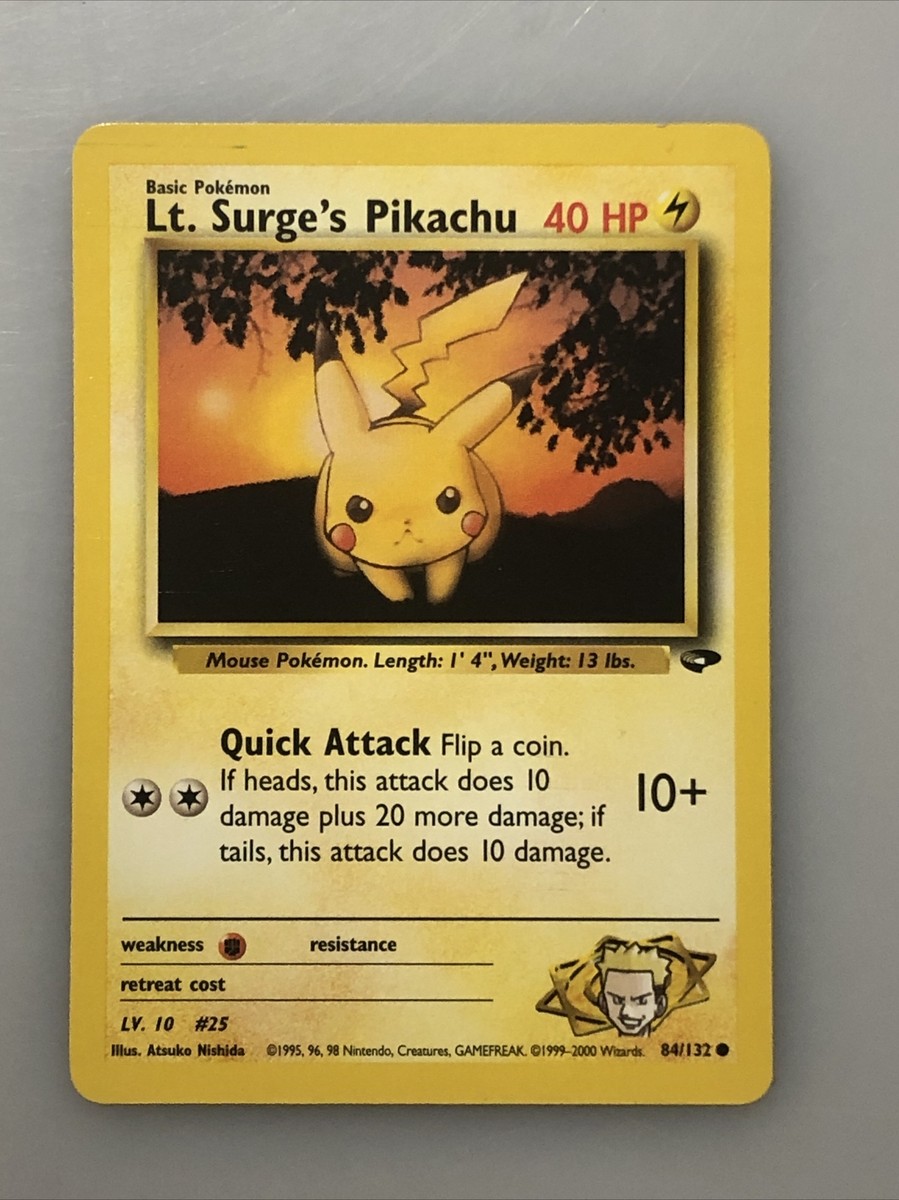 Basic Pokémon
Lt. Surge's Pikachu 40 HP
Mouse Pokémon. Length: 1' 4", Weight: 13 lbs.
Quick Attack Flip a coin.
If heads, this attack does 10
damage plus 20 more damage; if
tails, this attack does 10 damage.
10+
weakness resistance
retreat cost
LV. 10 #25
Illus. Atsuko Nishida ©1995, 96, 98 Nintendo, Creatures, GAMEFREAK. ©1999–2000 Wizards. 84/132